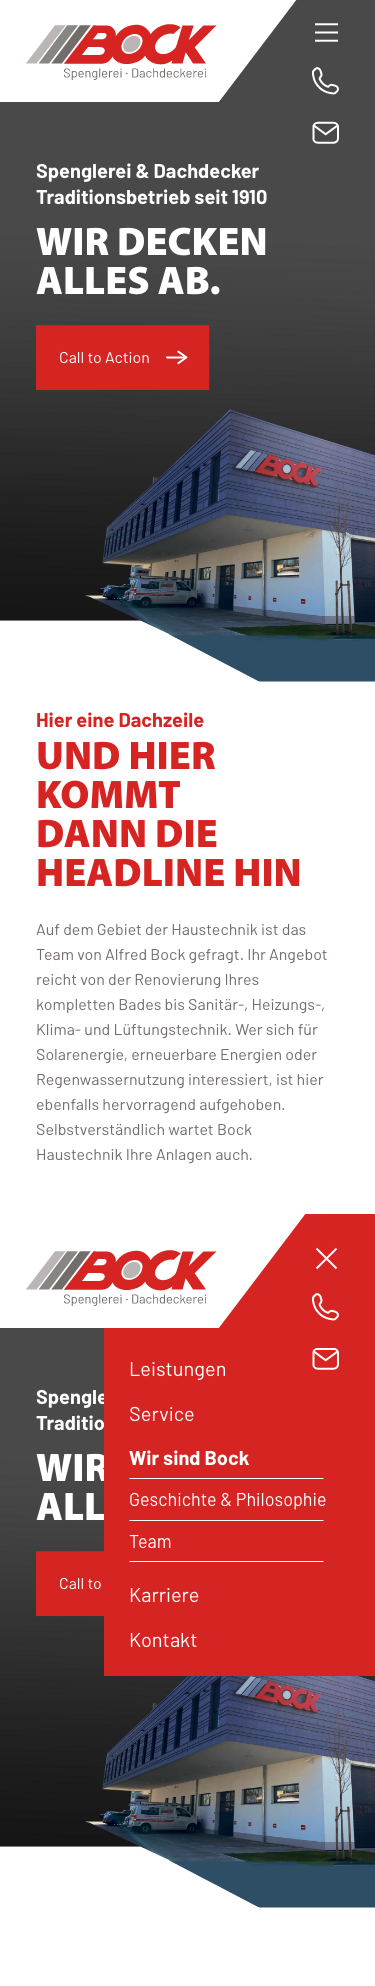 BOCK
Spenglerei · Dachdeckerei
Spenglerei & Dachdecker
Traditionsbetrieb seit 1910
WIR DECKEN
ALLES AB.
Call to Action
BOCK
Hier eine Dachzeile
UND HIER
KOMMT
DANN DIE
HEADLINE HIN
Auf dem Gebiet der Haustechnik ist das
Team von Alfred Bock gefragt. Ihr Angebot
reicht von der Renovierung Ihres
kompletten Bades bis Sanitär-, Heizungs-,
Klima- und Lüftungstechnik. Wer sich für
Solarenergie, erneuerbare Energien oder
Regenwassernutzung interessiert, ist hier
ebenfalls hervorragend aufgehoben.
Selbstverständlich wartet Bock
Haustechnik Ihre Anlagen auch.
BOCK
Spenglerei · Dachdeckerei
Spengle
Traditio
WIR
ALL
Call to
Leistungen
Service
Wir sind Bock
Geschichte & Philosophie
Team
Karriere
Kontakt
BOCK